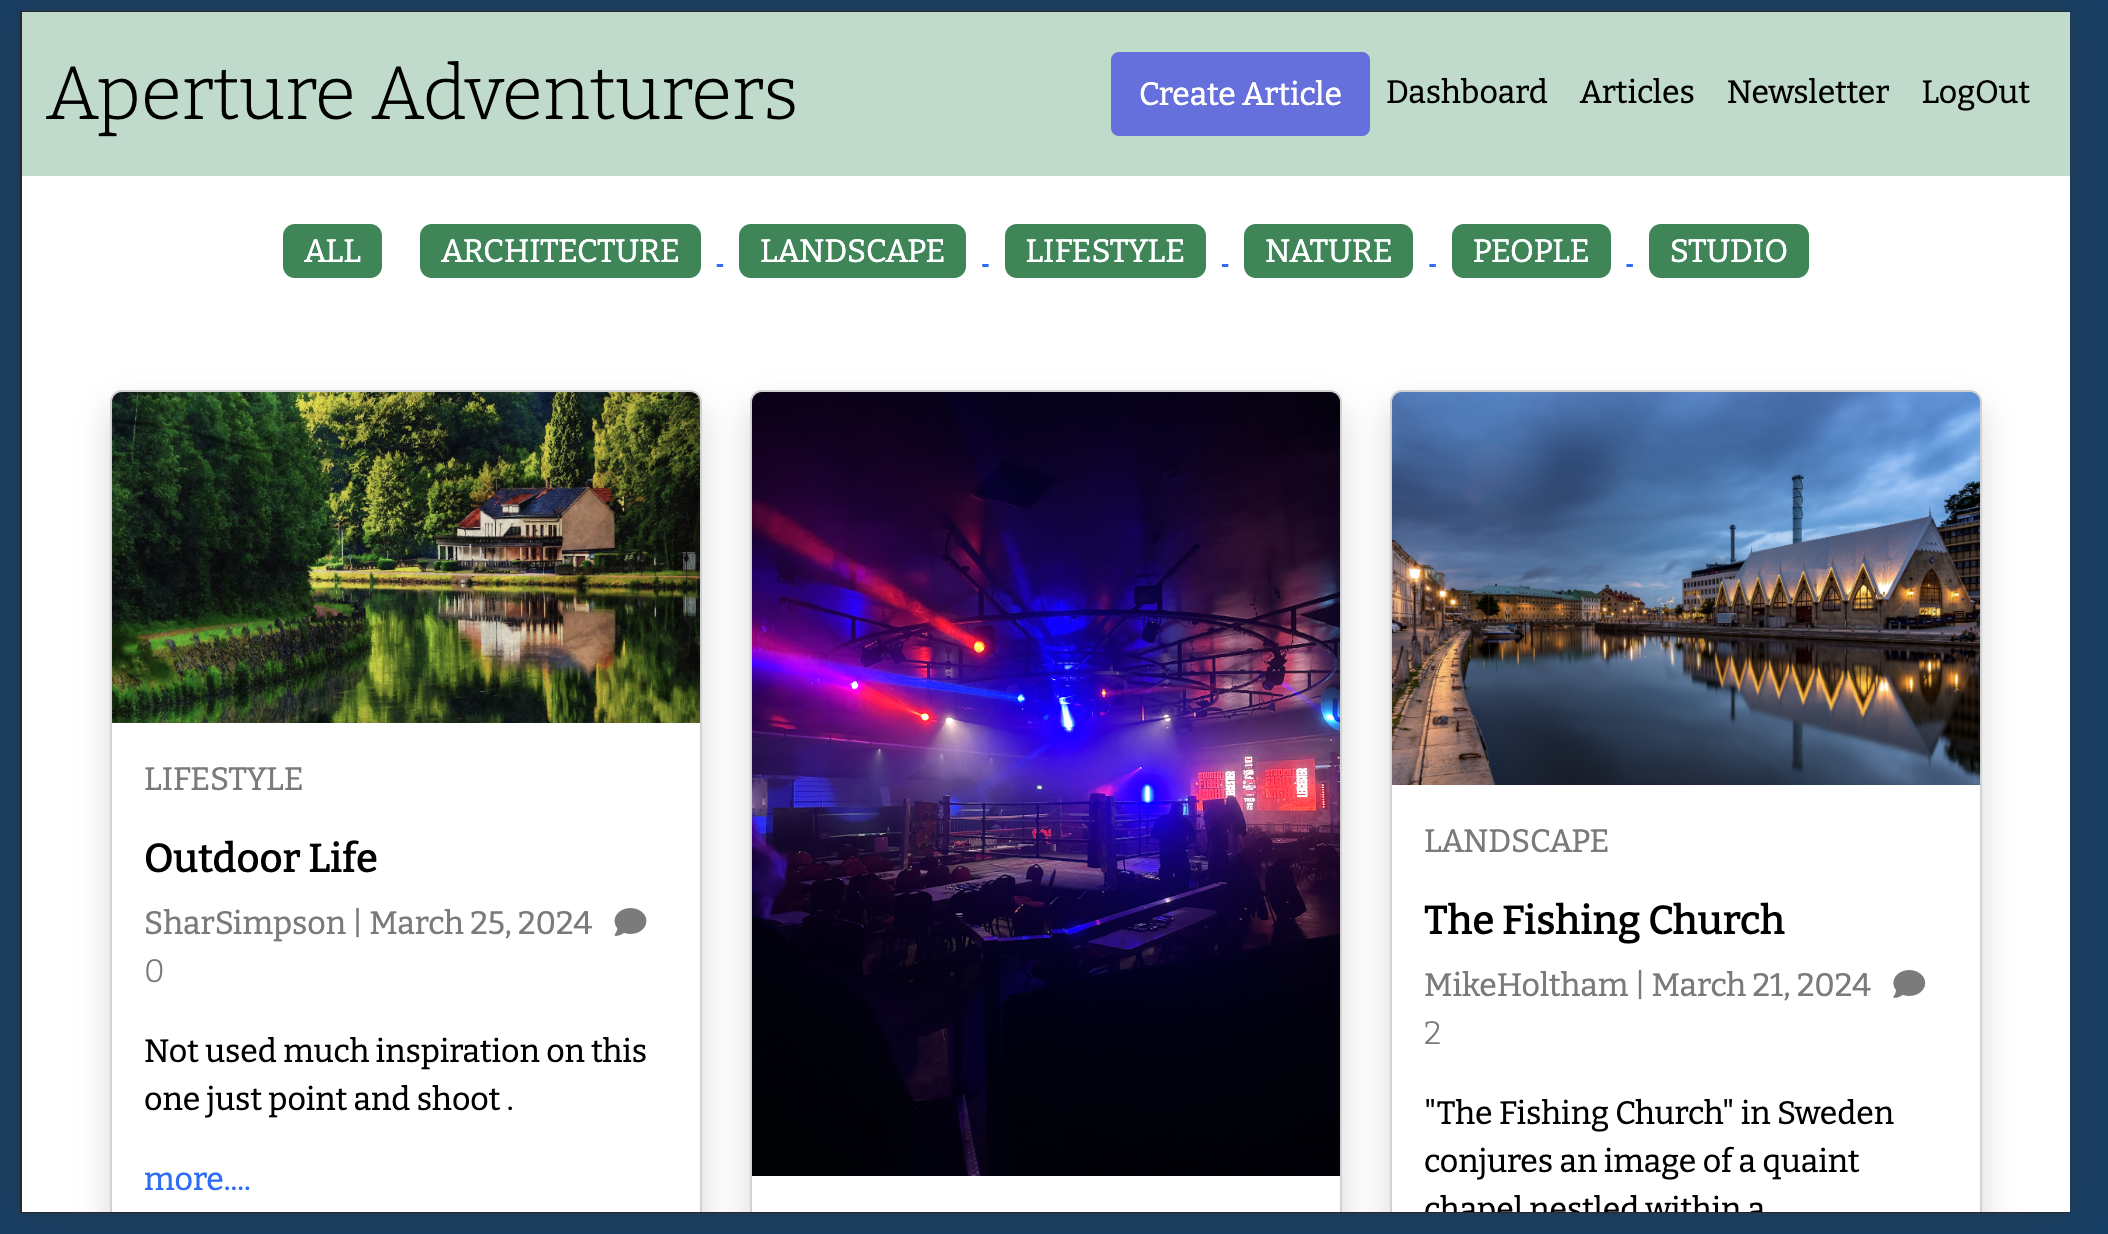 Aperture Adventurers
Create Article Dashboard Articles Newsletter LogOut
ALL ARCHITECTURE - LANDSCAPE - LIFESTYLE - NATURE - PEOPLE - STUDIO
LIFESTYLE
Outdoor Life
SharSimpson | March 25, 2024
0
Not used much inspiration on this
one just point and shoot .
more....
LANDSCAPE
The Fishing Church
MikeHoltham | March 21, 2024
2
"The Fishing Church" in Sweden
conjures an image of a quaint
chapel nestled within a